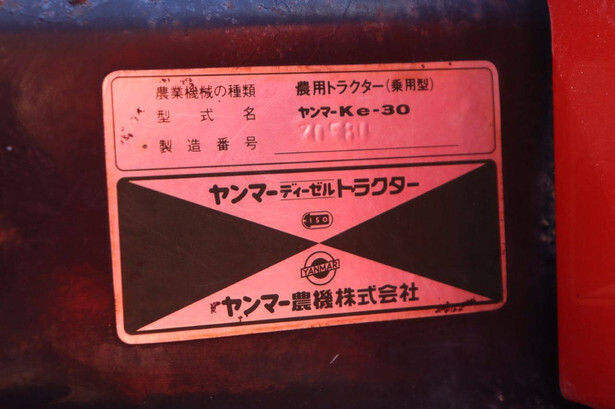 農業機械の種類 農用トラクター(乗用型)
型式名 ヤンマーKe-30
製造番号
ヤンマーディーゼルトラクター
ISO
YANMAR
ヤンマー農機株式会社